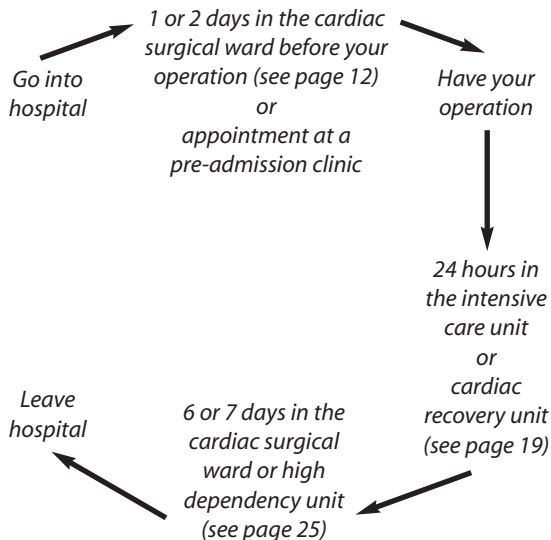 Go into
hospital
1 or 2 days in the cardiac
surgical ward before your
operation (see page 12)
or
appointment at a
pre-admission clinic
Have your
operation
24 hours in
the intensive
care unit
or
cardiac
recovery unit
(see page 19)
6 or 7 days in the
cardiac surgical
ward or high
dependency unit
(see page 25)
Leave
hospital